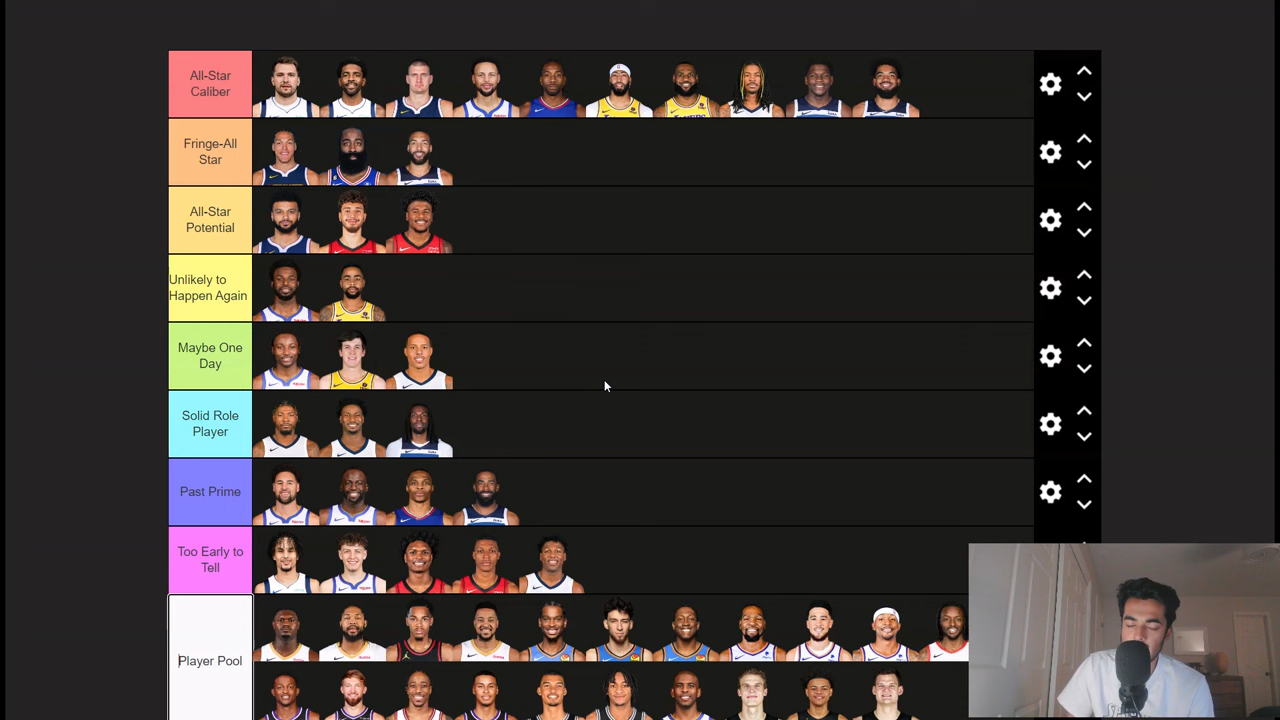 All-Star
Caliber
Fringe-All
Star
All-Star
Potential
Unlikely to
Happen Again
Maybe One
Day
Solid Role
Player
Past Prime
Too Early to
Tell
Player Pool